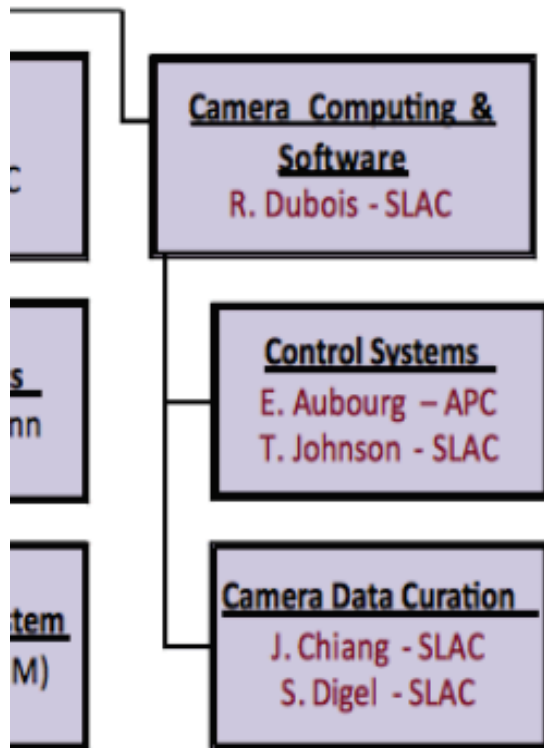 Camera Computing &
Software
R. Dubois - SLAC
Control Systems
E. Aubourg – APC
T. Johnson - SLAC
Camera Data Curation
J. Chiang - SLAC
S. Digel - SLAC